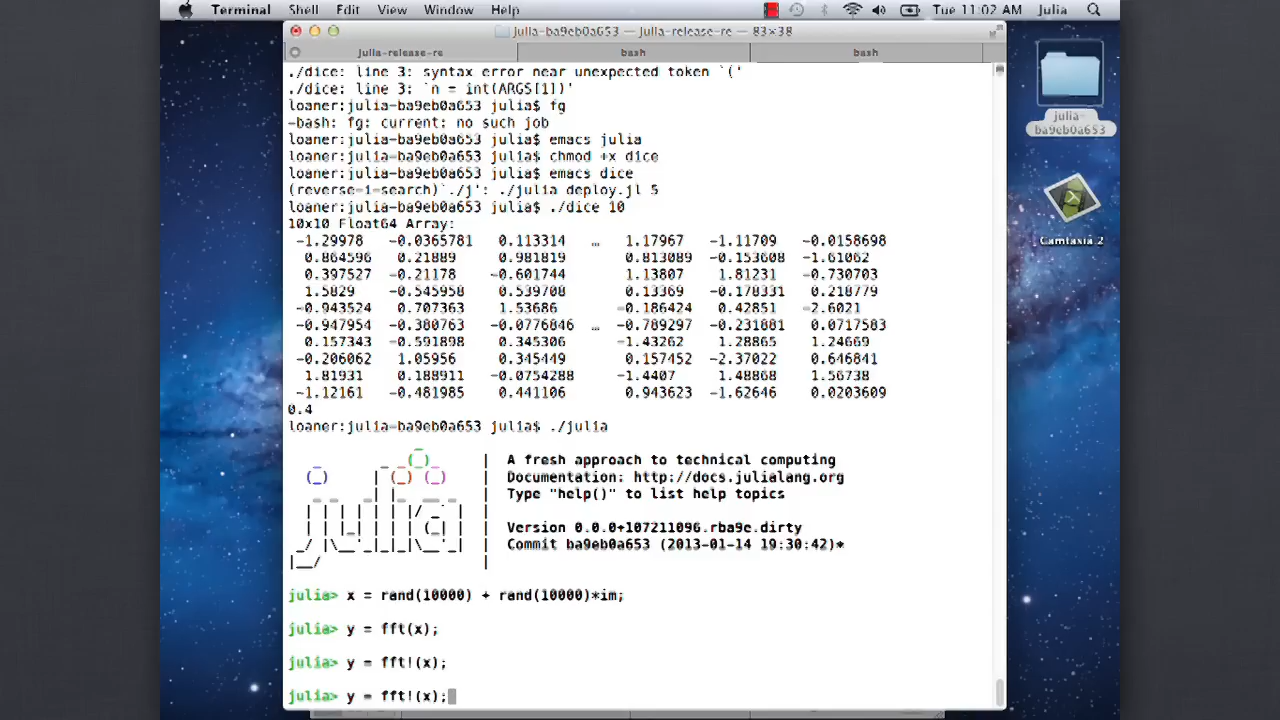 Terminal Shell Edit View Window Help Tue 11:02 AM Julia
julia-ba9eb0a653 — Julia-release-re — 83×38
Julia-release-re bash bash
./dice: line 3: syntax error near unexpected token `('
./dice: line 3: `n = int(ARGS[1])'
loaner:julia-ba9eb0a653 julia$ fg
-bash: fg: current: no such job
loaner:julia-ba9eb0a653 julia$ emacs julia
loaner:julia-ba9eb0a653 julia$ chmod +x dice
loaner:julia-ba9eb0a653 julia$ emacs dice
(reverse-i-search)`./j': ./julia deploy.jl 5
loaner:julia-ba9eb0a653 julia$ ./dice 10
10x10 Float64 Array:
-1.29978 -0.0365781 0.113314 … 1.17967 -1.11709 -0.0158698
0.864596 0.21889 0.981819 0.813089 -0.153608 -1.61062
0.397527 -0.21178 -0.601744 1.13807 1.81231 -0.730703
1.5829 -0.545958 0.539708 0.13369 -0.178331 0.218779
-0.943524 0.707363 1.53686 -0.186424 0.42851 -2.6021
-0.947954 -0.380763 -0.0776846 … -0.789297 -0.231881 0.0717583
0.157343 -0.591898 0.345306 -1.43262 1.28865 1.24669
-0.206062 1.05956 0.345449 0.157452 -2.37022 0.646841
1.81931 0.188911 -0.0754288 -1.4407 1.48868 1.56738
-1.12161 -0.481985 0.441106 0.943623 -1.62646 0.0203609
0.4
loaner:julia-ba9eb0a653 julia$ ./julia
A fresh approach to technical computing
Documentation: http://docs.julialang.org
Type "help()" to list help topics
Version 0.0.0+107211096.rba9e.dirty
Commit ba9eb0a653 (2013-01-14 19:30:42)*
julia> x = rand(10000) + rand(10000)*im;
julia> y = fft(x);
julia> y = fft!(x);
julia> y = fft!(x);
julia-
ba9eb0a653
Camtasia 2